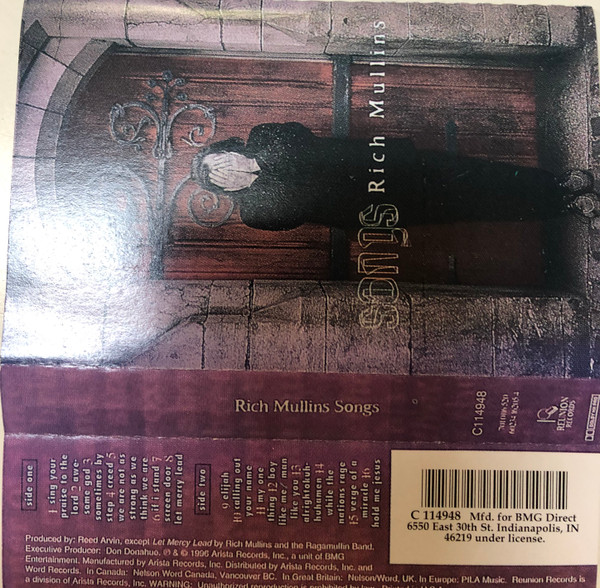 songs
Rich Mullins
Rich Mullins Songs
C114948
REUNION
RECORDS
side one
1 sing your
praise to the
lord 2 awe-
some god 3
sometimes by
step 4 creed 5
we are not as
strong as we
think we are
6 if i stand 7
screen door 8
let mercy lead
side two
9 elijah
10 calling out
your name
11 my one
thing 12 boy
like me / man
like you 13
alrightokuh-
huhamen 14
while the
nations rage
15 verge of a
miracle 16
hold me jesus
C 114948 Mfd. for BMG Direct
6550 East 30th St. Indianapolis, IN
46219 under license.
Produced by: Reed Arvin, except Let Mercy Lead by Rich Mullins and the Ragamuffin Band.
Executive Producer: Don Donahue. ℗ & © 1996 Arista Records, Inc., a unit of BMG
Entertainment. Manufactured by Arista Records, Inc. Distributed by Arista Records, Inc. and
Word Records. In Canada: Nelson Word Canada, Vancouver BC. In Great Britain: Nelson/Word, UK. In Europe: PILA Music. Reunion Records is
a division of Arista Records, Inc. WARNING: Unauthorized reproduction is prohibited by law.